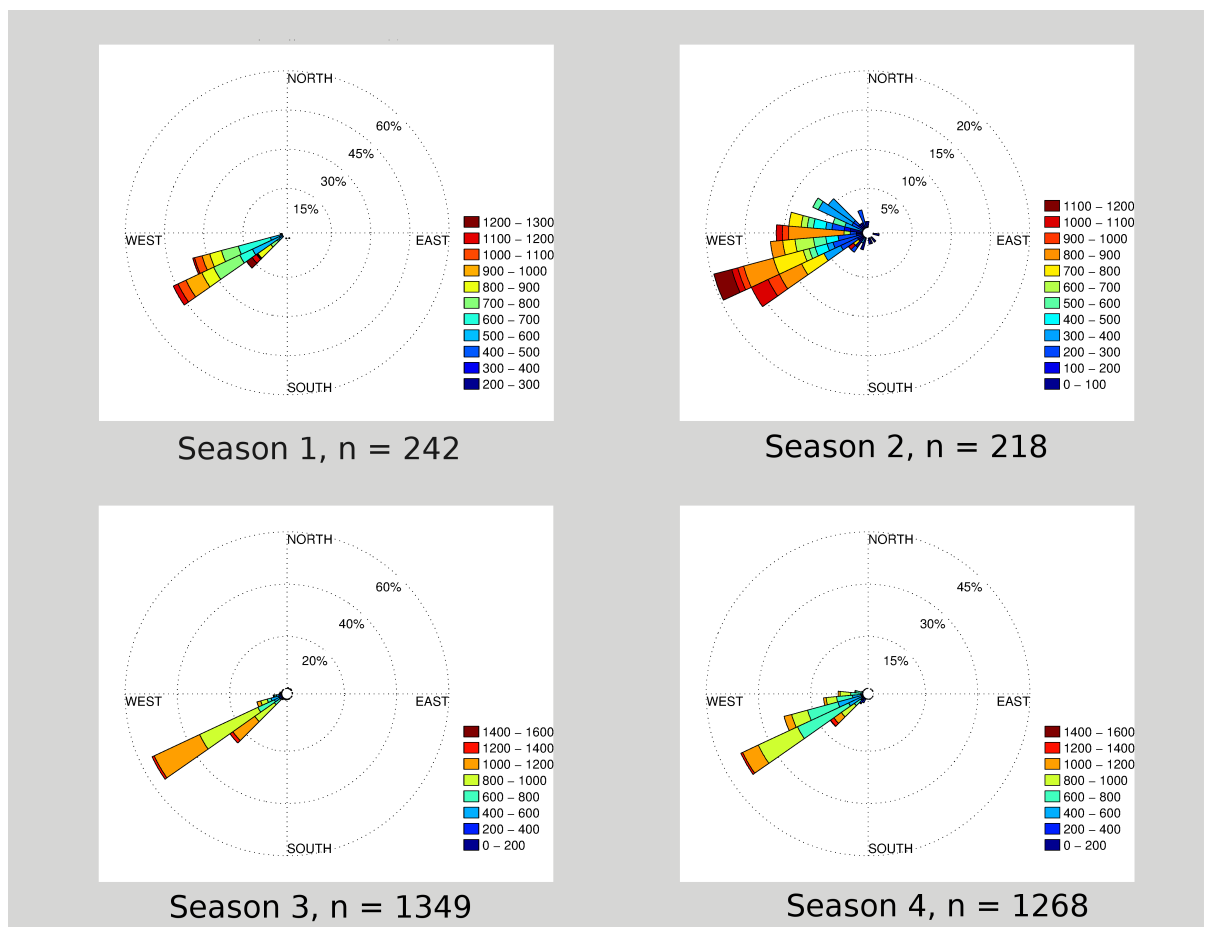 NORTH
60%
45%
30%
15%
WEST
EAST
SOUTH
1200 − 1300
1100 − 1200
1000 − 1100
900 − 1000
800 − 900
700 − 800
600 − 700
500 − 600
400 − 500
300 − 400
200 − 300
Season 1, n = 242
NORTH
20%
15%
10%
5%
WEST
EAST
SOUTH
1100 − 1200
1000 − 1100
900 − 1000
800 − 900
700 − 800
600 − 700
500 − 600
400 − 500
300 − 400
200 − 300
100 − 200
0 − 100
Season 2, n = 218
NORTH
60%
40%
20%
WEST
EAST
SOUTH
1400 − 1600
1200 − 1400
1000 − 1200
800 − 1000
600 − 800
400 − 600
200 − 400
0 − 200
Season 3, n = 1349
NORTH
45%
30%
15%
WEST
EAST
SOUTH
1400 − 1600
1200 − 1400
1000 − 1200
800 − 1000
600 − 800
400 − 600
200 − 400
0 − 200
Season 4, n = 1268